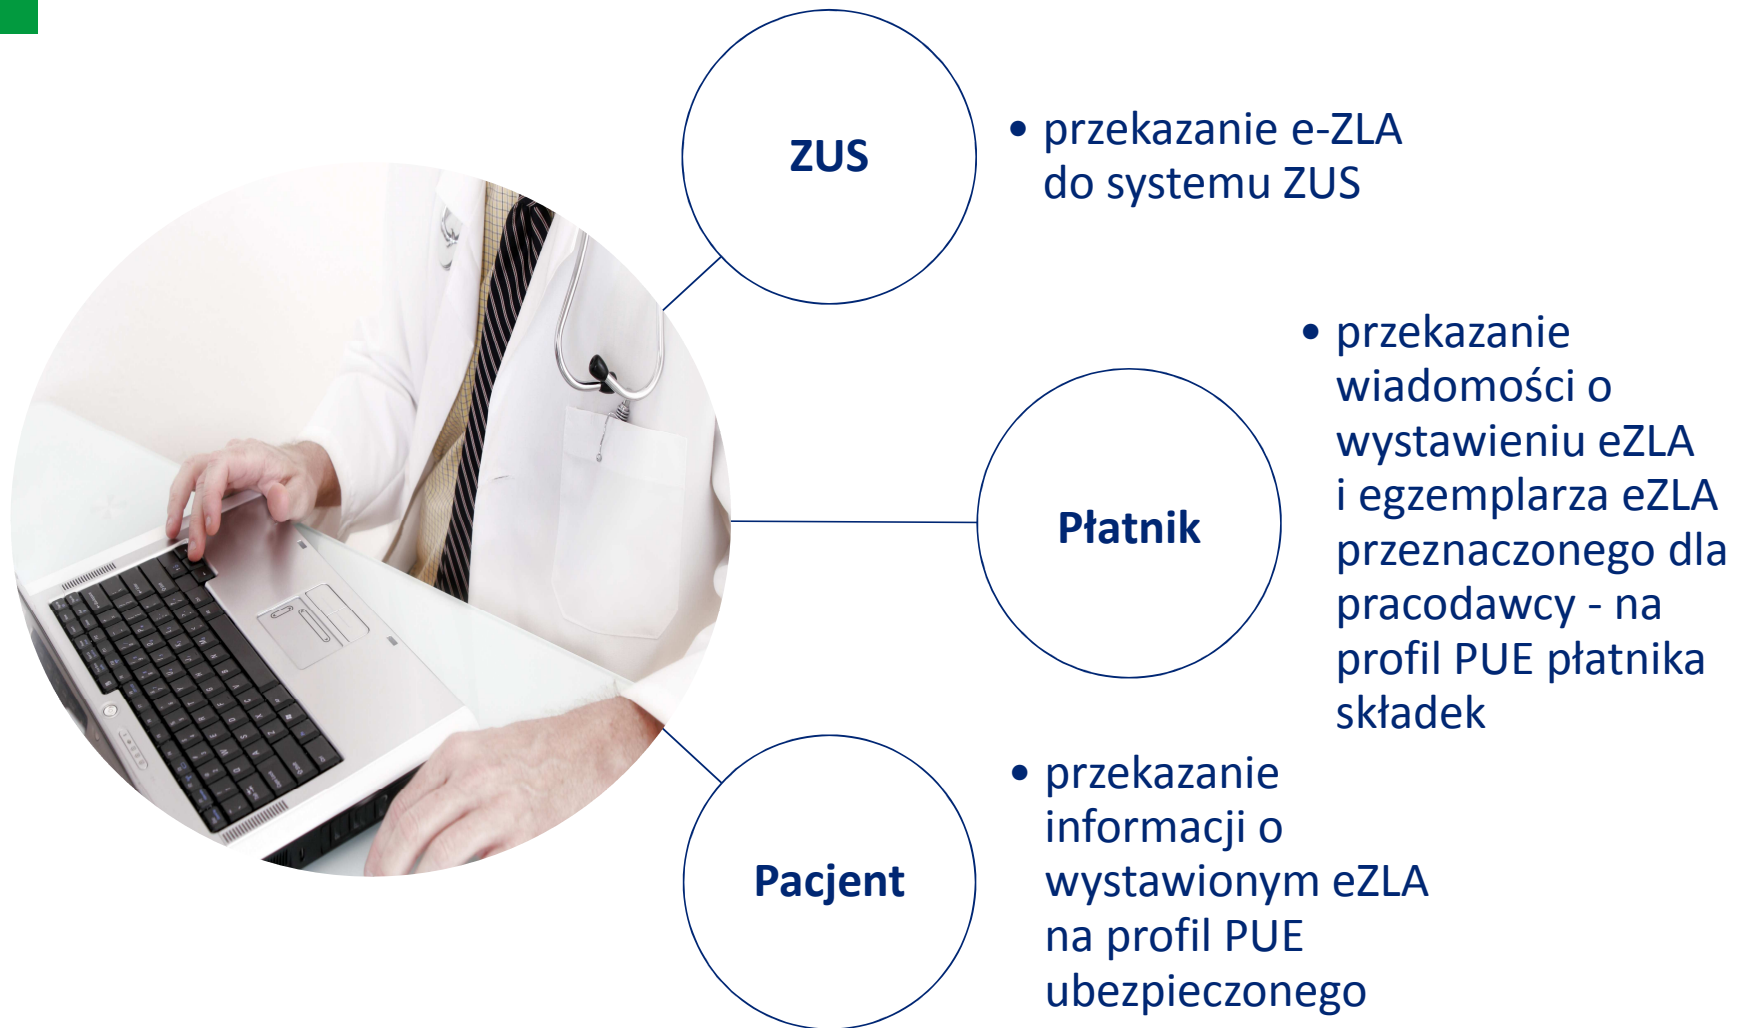 ZUS
• przekazanie e-ZLA
do systemu ZUS
Płatnik
• przekazanie
wiadomości o
wystawieniu eZLA
i egzemplarza eZLA
przeznaczonego dla
pracodawcy - na
profil PUE płatnika
składek
Pacjent
• przekazanie
informacji o
wystawionym eZLA
na profil PUE
ubezpieczonego